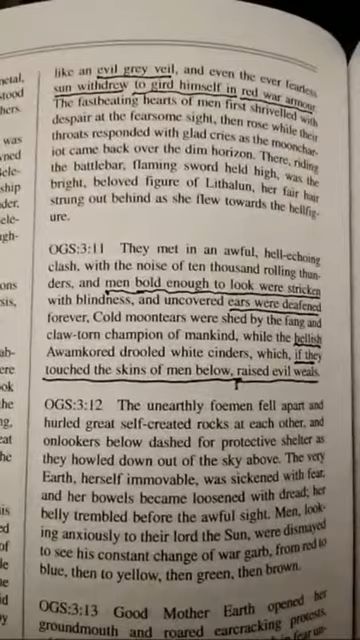 like an evil grey veil, and even the ever fearless
sun withdrew to gird himself in red war armour.
The fastbeating hearts of men first shrivelled with
despair at the fearsome sight, then rose while their
throats responded with glad cries as the moonchar-
iot came back over the dim horizon. There, riding
the battlebar, flaming sword held high, was the
bright, beloved figure of Lithalun, her fair hair
strung out behind as she flew towards the hellfig-
ure.
OGS:3:11 They met in an awful, hell-echoing
clash, with the noise of ten thousand rolling thun-
ders, and men bold enough to look were stricken
with blindness, and uncovered ears were deafened
forever, Cold moontears were shed by the fang and
claw-torn champion of mankind, while the hellish
Awamkored drooled white cinders, which, if they
touched the skins of men below, raised evil weals.
OGS:3:12 The unearthly foemen fell apart and
hurled great self-created rocks at each other, and
onlookers below dashed for protective shelter as
they howled down out of the sky above. The very
Earth, herself immovable, was sickened with fear,
and her bowels became loosened with dread; her
belly trembled before the awful sight. Men, look-
ing anxiously to their lord the Sun, were dismayed
to see his constant change of war garb, from red to
blue, then to yellow, then green, then brown.
OGS:3:13 Good Mother Earth opened her
groundmouth and roared earcracking protests,